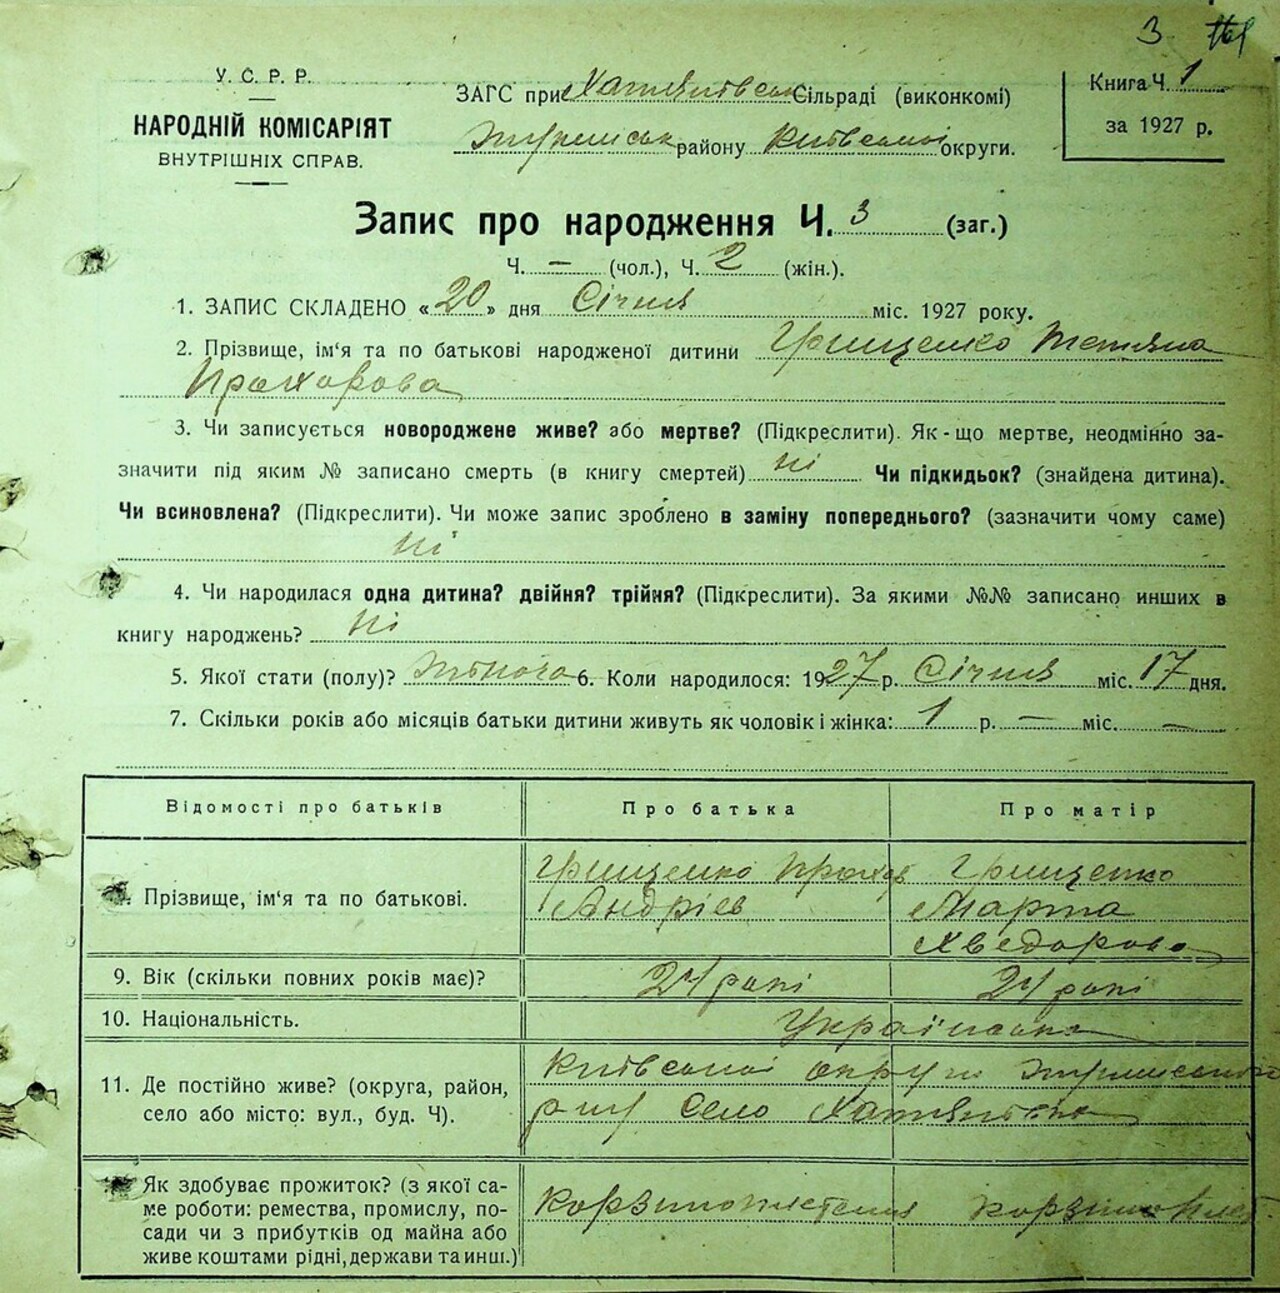 3
У. С. Р. Р.
НАРОДНІЙ КОМІСАРІЯТ
ВНУТРІШНІХ СПРАВ.
ЗАГС при Сільраді (виконкомі)
району Київської округи.
Книга Ч. 1
за 1927 р.
Запис про народження Ч. 3 (заг.)
Ч. — (чол.), Ч. 2 (жін.).
1. ЗАПИС СКЛАДЕНО «20» дня Січня міс. 1927 року.
2. Прізвище, ім'я та по батькові народженої дитини Грищенко Тетяна
Прохорова
3. Чи записується новороджене живе? або мертве? (Підкреслити). Як-що мертве, неодмінно за-
значити під яким № записано смерть (в книгу смертей) ні Чи підкидьок? (знайдена дитина).
Чи всиновлена? (Підкреслити). Чи може запис зроблено в заміну попереднього? (зазначити чому саме)
ні
4. Чи народилася одна дитина? двійня? трійня? (Підкреслити). За якими №№ записано инших в
книгу народжень? ні
5. Якої стати (полу)? Жіноча 6. Коли народилося: 1927 р. Січня міс. 17 дня.
7. Скільки років або місяців батьки дитини живуть як чоловік і жінка: 1 р. — міс. —
Відомості про батьків Про батька Про матір
Прізвище, ім'я та по батькові.
Грищенко Прохор
Андрієв
Грищенко
Марта
Хведорова
9. Вік (скільки повних років має)? 24 роки 24 роки
10. Національність. Українська
11. Де постійно живе? (округа, район,
село або місто: вул., буд. Ч).
Київської округи
село
Як здобуває прожиток? (з якої са-
ме роботи: ремества, промислу, по-
сади чи з прибутків од майна або
живе коштами рідні, держави та инш.)
Корзиноплетення